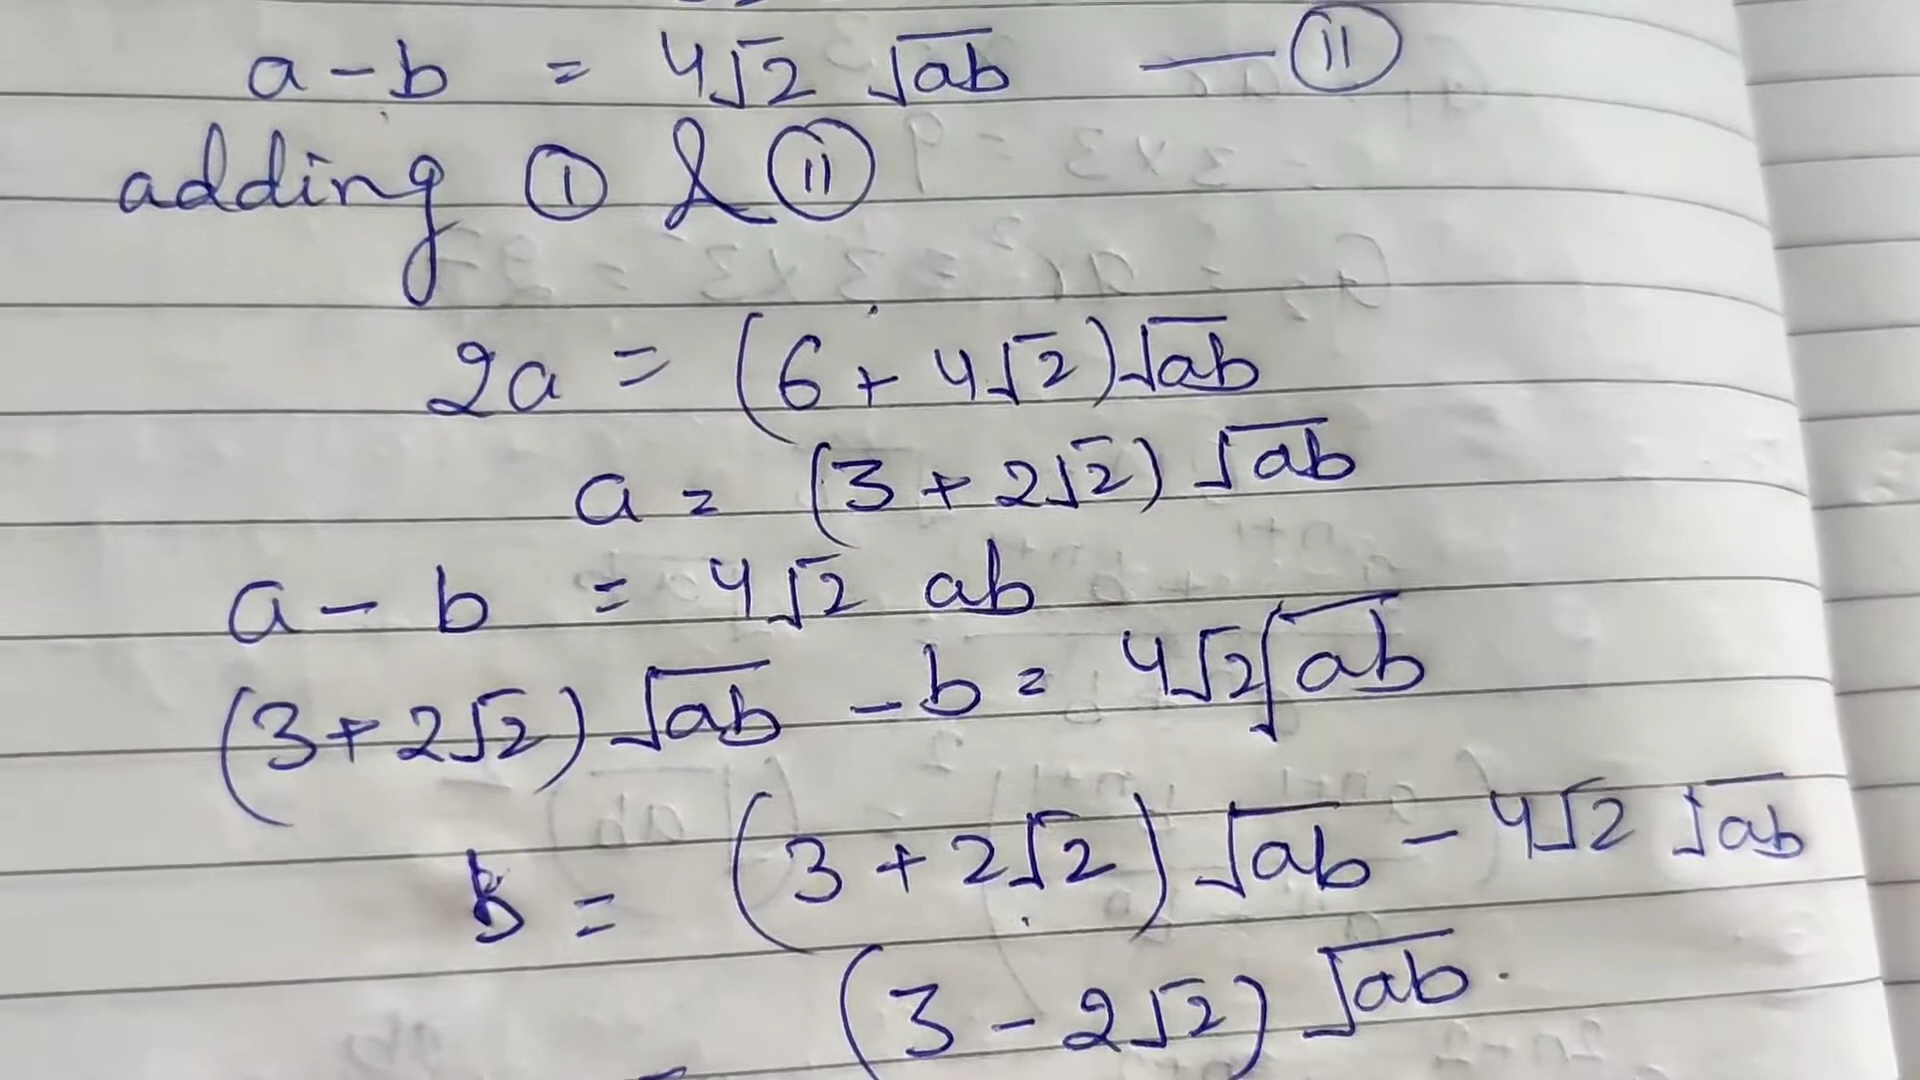 a - b = 4√2 √ab — (II)
adding (I) & (II)
2a = (6 + 4√2)√ab
a = (3 + 2√2) √ab
a - b = 4√2 ab
(3 + 2√2) √ab - b = 4√2√ab
b = (3 + 2√2) √ab - 4√2 √ab
(3 - 2√2) √ab.